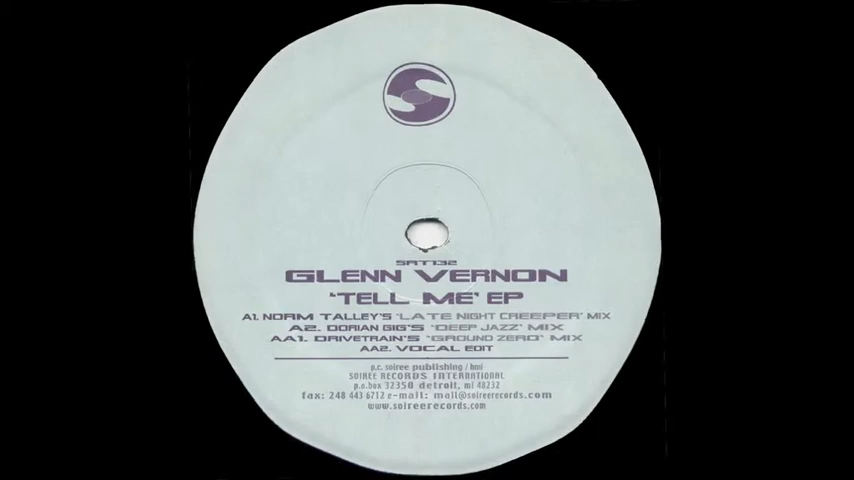 SRT132
GLENN VERNON
'TELL ME' EP
A1. NORM TALLEY'S 'LATE NIGHT CREEPER' MIX
A2. DORIAN GIG'S 'DEEP JAZZ' MIX
AA1. DRIVETRAIN'S 'GROUND ZERO' MIX
AA2. VOCAL EDIT
p.c. soiree publishing / bmi
SOIREE RECORDS INTERNATIONAL
p.o.box 32350 detroit, mi 48232
fax: 248 443 6712 e-mail: mail@soireerecords.com
www.soireerecords.com